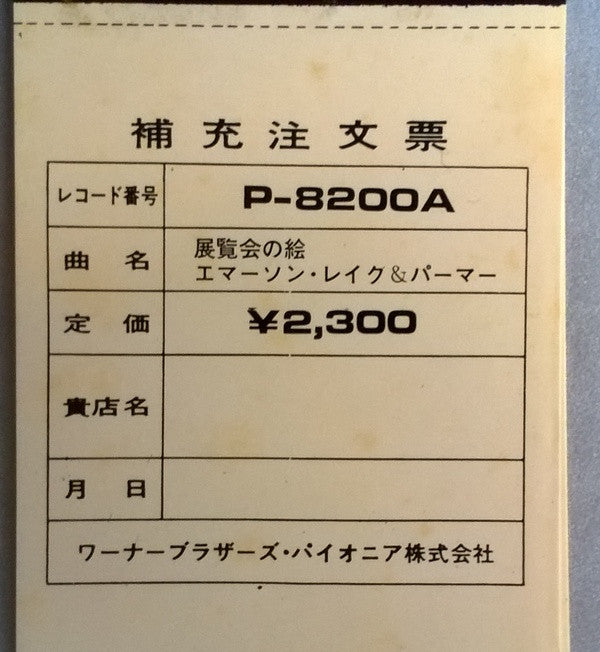 補充注文票
レコード番号 P-8200A
曲名 展覧会の絵
エマーソン・レイク&パーマー
定価 ¥2,300
貴店名
月日
ワーナーブラザーズ・パイオニア株式会社